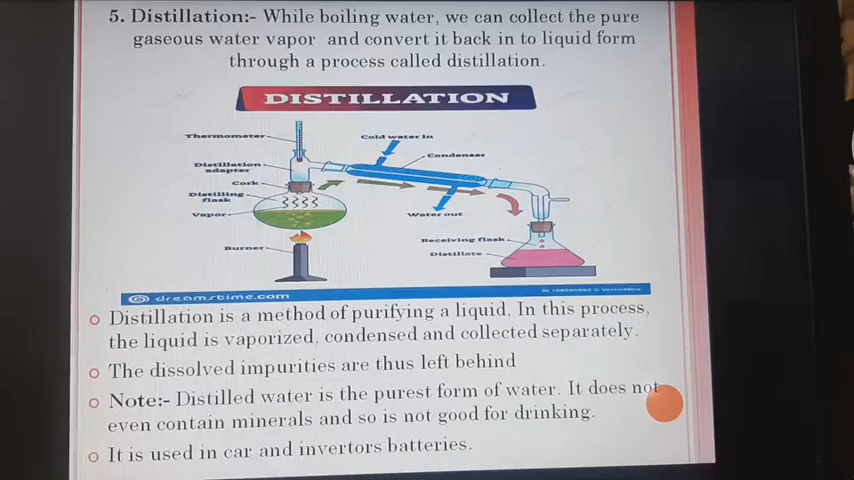 5. Distillation:- While boiling water, we can collect the pure
gaseous water vapor and convert it back in to liquid form
through a process called distillation.
DISTILLATION
Thermometer
Cold water in
Condenser
Distillation
adapter
Cork
Distilling
flask
Vapor
Water out
Burner
Receiving flask
Distillate
dreamstime.com
Distillation is a method of purifying a liquid. In this process,
the liquid is vaporized, condensed and collected separately.
The dissolved impurities are thus left behind
Note:- Distilled water is the purest form of water. It does not
even contain minerals and so is not good for drinking.
It is used in car and invertors batteries.